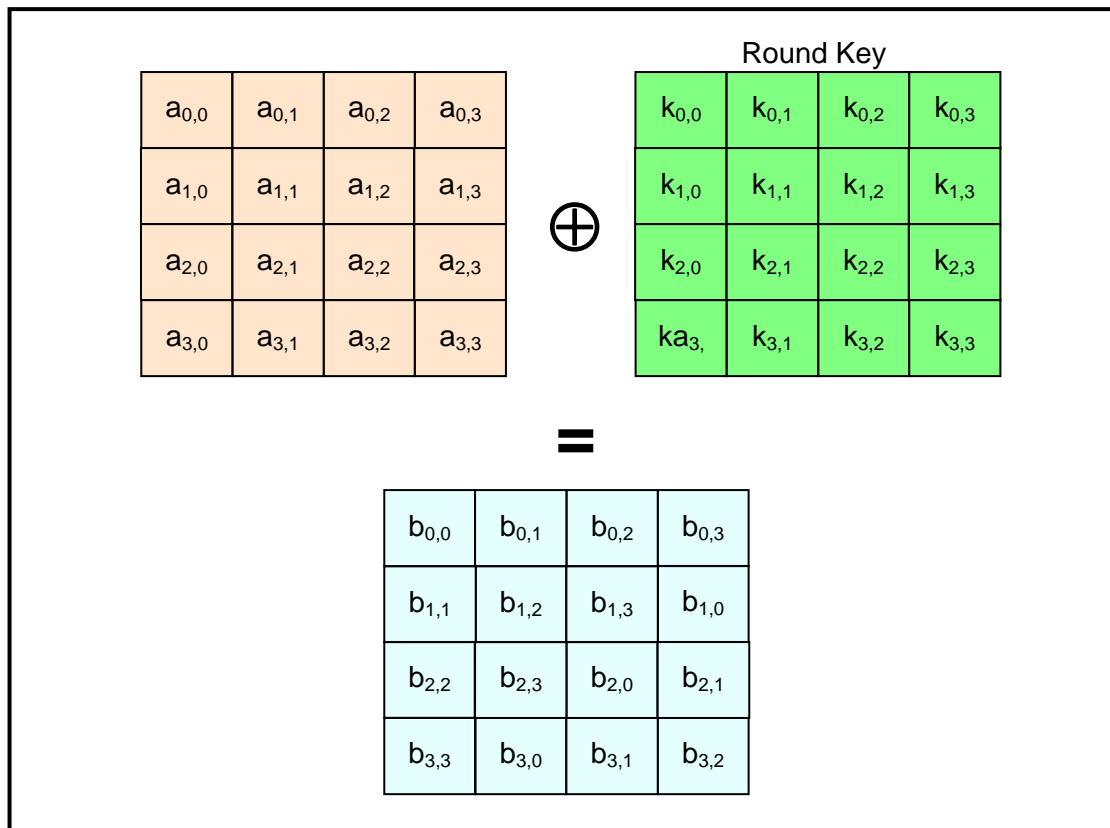 Round Key
a0,0 a0,1 a0,2 a0,3
a1,0 a1,1 a1,2 a1,3
a2,0 a2,1 a2,2 a2,3
a3,0 a3,1 a3,2 a3,3
⊕
k0,0 k0,1 k0,2 k0,3
k1,0 k1,1 k1,2 k1,3
k2,0 k2,1 k2,2 k2,3
ka3, k3,1 k3,2 k3,3
=
b0,0 b0,1 b0,2 b0,3
b1,1 b1,2 b1,3 b1,0
b2,2 b2,3 b2,0 b2,1
b3,3 b3,0 b3,1 b3,2